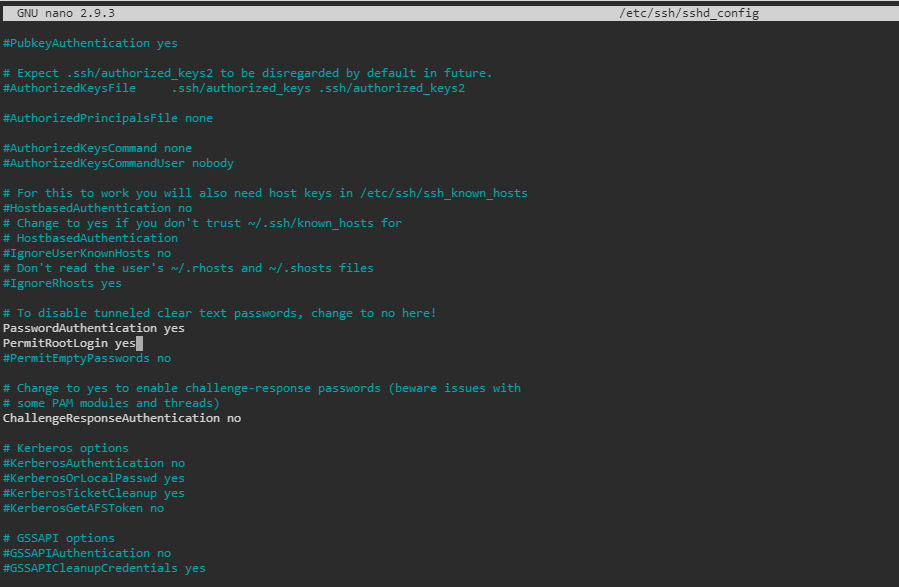 GNU nano 2.9.3 /etc/ssh/sshd_config
#PubkeyAuthentication yes
# Expect .ssh/authorized_keys2 to be disregarded by default in future.
#AuthorizedKeysFile     .ssh/authorized_keys .ssh/authorized_keys2
#AuthorizedPrincipalsFile none
#AuthorizedKeysCommand none
#AuthorizedKeysCommandUser nobody
# For this to work you will also need host keys in /etc/ssh/ssh_known_hosts
#HostbasedAuthentication no
# Change to yes if you don't trust ~/.ssh/known_hosts for
# HostbasedAuthentication
#IgnoreUserKnownHosts no
# Don't read the user's ~/.rhosts and ~/.shosts files
#IgnoreRhosts yes
# To disable tunneled clear text passwords, change to no here!
PasswordAuthentication yes
PermitRootLogin yes
#PermitEmptyPasswords no
# Change to yes to enable challenge-response passwords (beware issues with
# some PAM modules and threads)
ChallengeResponseAuthentication no
# Kerberos options
#KerberosAuthentication no
#KerberosOrLocalPasswd yes
#KerberosTicketCleanup yes
#KerberosGetAFSToken no
# GSSAPI options
#GSSAPIAuthentication no
#GSSAPICleanupCredentials yes